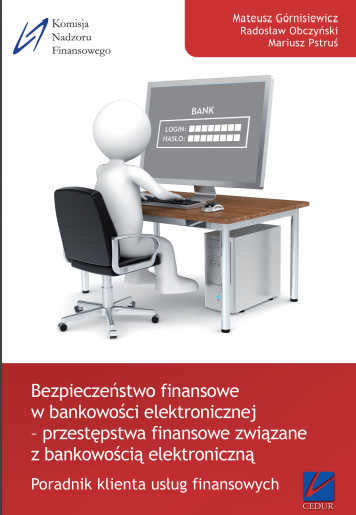 Komisja
Nadzoru
Finansowego
Mateusz Górnisiewicz
Radosław Obczyński
Mariusz Pstruś
BANK
LOGIN:
HASŁO:
Bezpieczeństwo finansowe
w bankowości elektronicznej
– przestępstwa finansowe związane
z bankowością elektroniczną
Poradnik klienta usług finansowych
CEDUR